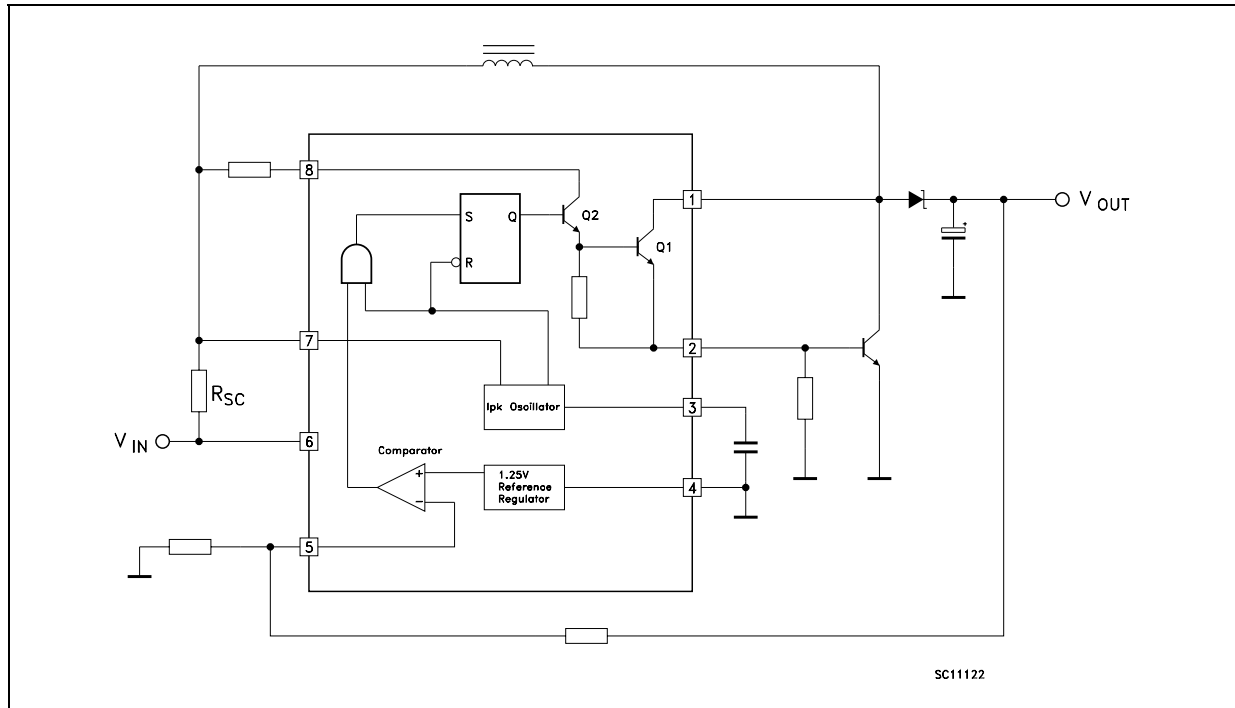 8
S Q
Q2
1
V OUT
R
Q1
7
2
RSC
Ipk Oscillator
3
V IN
6
Comparator
+
−
1.25V
Reference
Regulator
4
5
+
SC11122